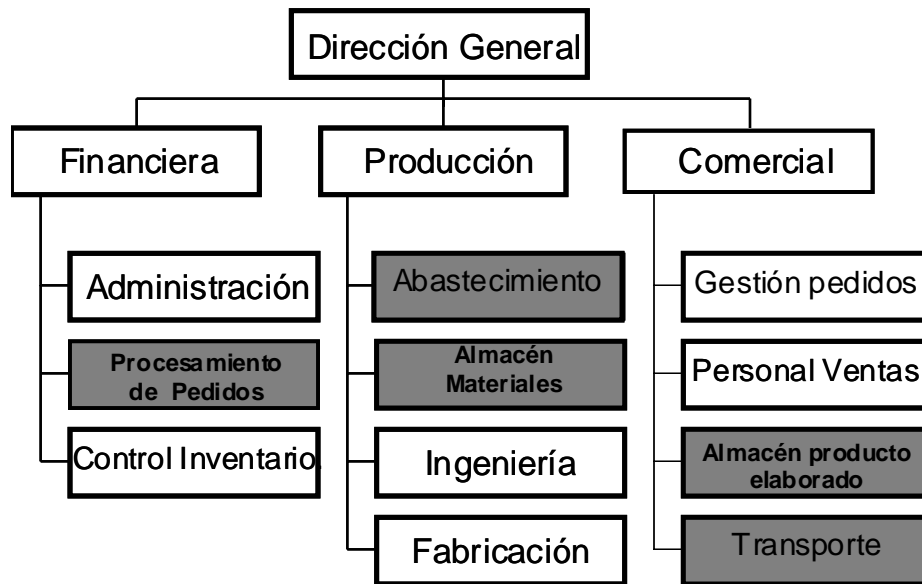 Dirección General
Financiera
Producción
Comercial
Administración
Procesamiento
de Pedidos
Control Inventario.
Abastecimiento
Almacén
Materiales
Ingeniería
Fabricación
Gestión pedidos
Personal Ventas
Almacén producto
elaborado
Transporte